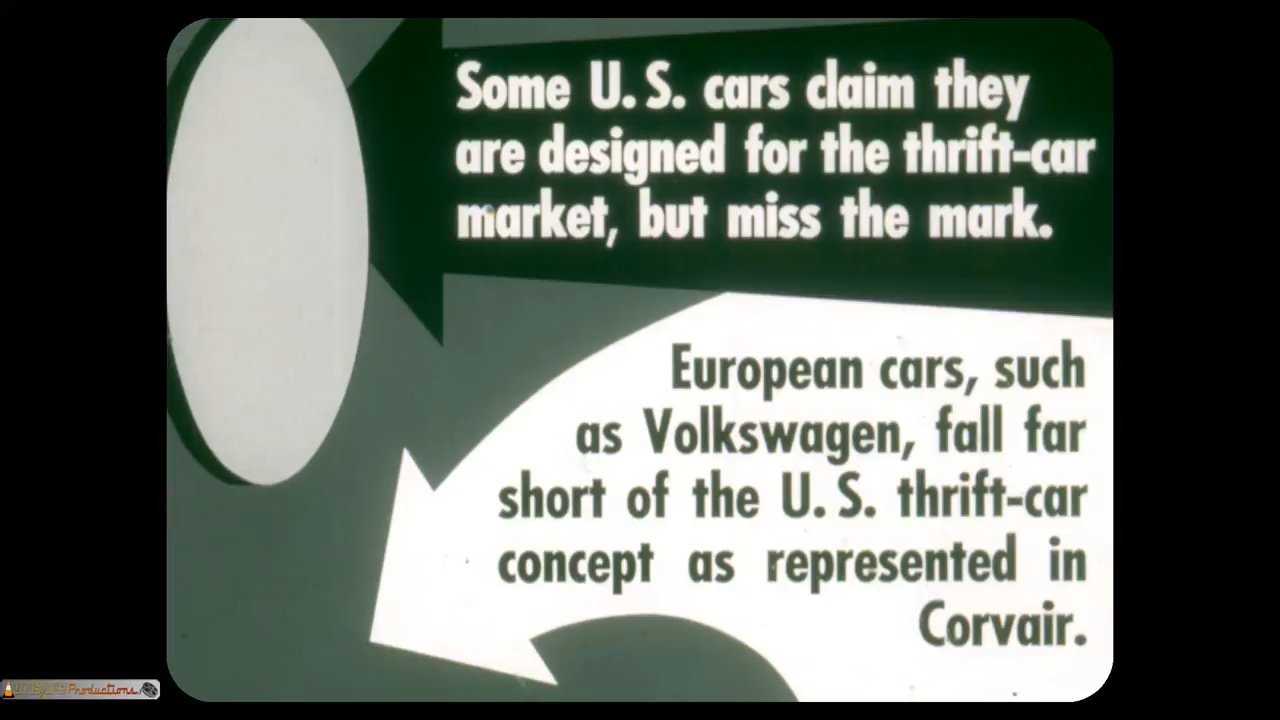 Some U. S. cars claim they
are designed for the thrift-car
market, but miss the mark.
European cars, such
as Volkswagen, fall far
short of the U. S. thrift-car
concept as represented in
Corvair.
Productions